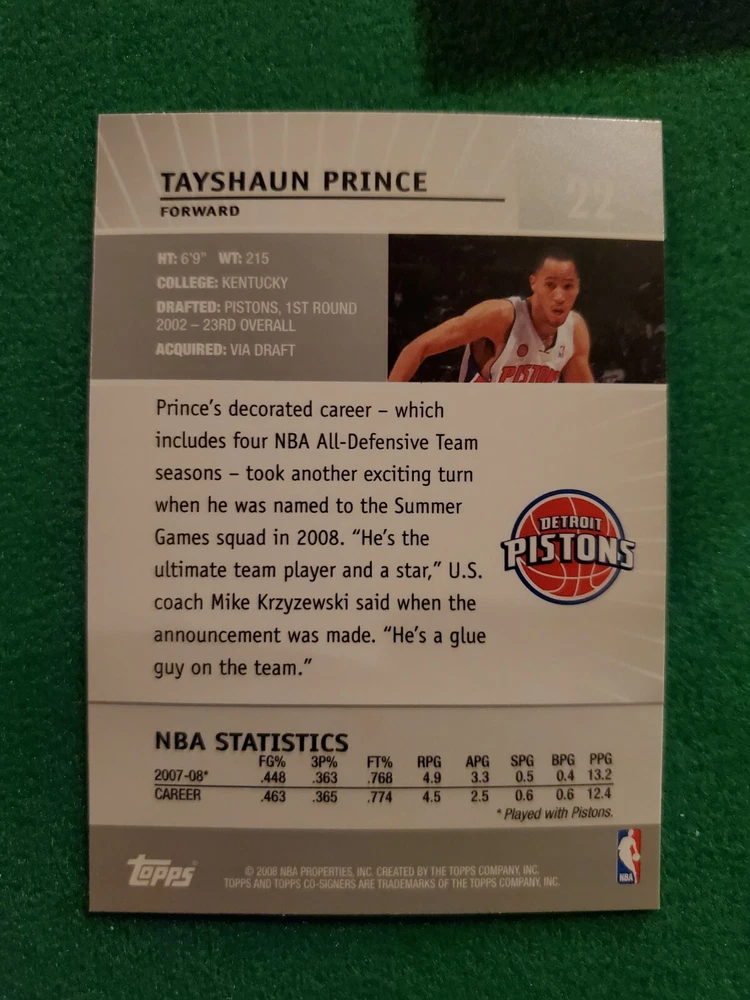 TAYSHAUN PRINCE
22
FORWARD
HT: 6'9" WT: 215
COLLEGE: KENTUCKY
DRAFTED: PISTONS, 1ST ROUND
2002 – 23RD OVERALL
ACQUIRED: VIA DRAFT
PISTONS
Prince's decorated career – which
includes four NBA All-Defensive Team
seasons – took another exciting turn
when he was named to the Summer
Games squad in 2008. "He's the
ultimate team player and a star," U.S.
coach Mike Krzyzewski said when the
announcement was made. "He's a glue
guy on the team."
DETROIT
PISTONS
NBA STATISTICS
FG% 3P% FT% RPG APG SPG BPG PPG
2007-08* .448 .363 .768 4.9 3.3 0.5 0.4 13.2
CAREER .463 .365 .774 4.5 2.5 0.6 0.6 12.4
* Played with Pistons.
topps®
© 2008 NBA PROPERTIES, INC. CREATED BY THE TOPPS COMPANY, INC.
TOPPS AND TOPPS CO-SIGNERS ARE TRADEMARKS OF THE TOPPS COMPANY, INC.
NBA